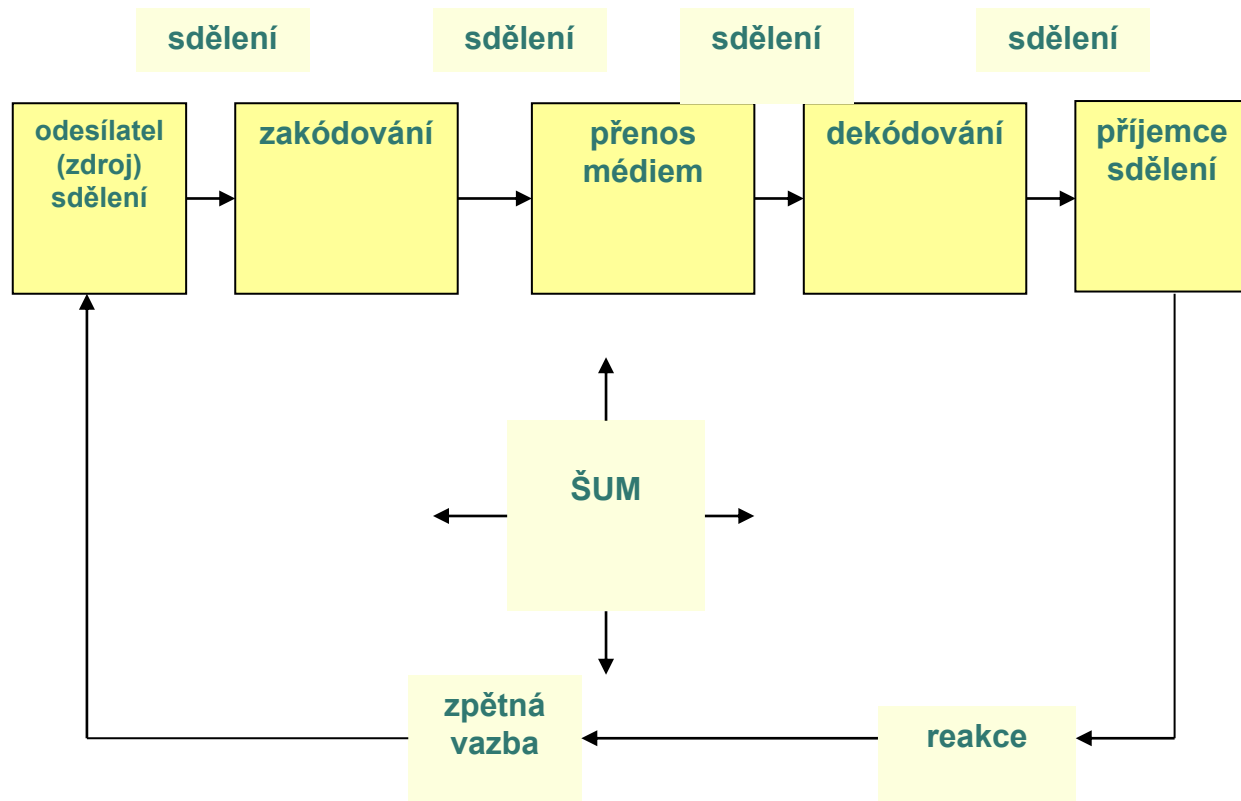 sdělení
sdělení
sdělení
sdělení
odesílatel
(zdroj)
sdělení
zakódování
přenos
médiem
dekódování
příjemce
sdělení
ŠUM
zpětná
vazba
reakce